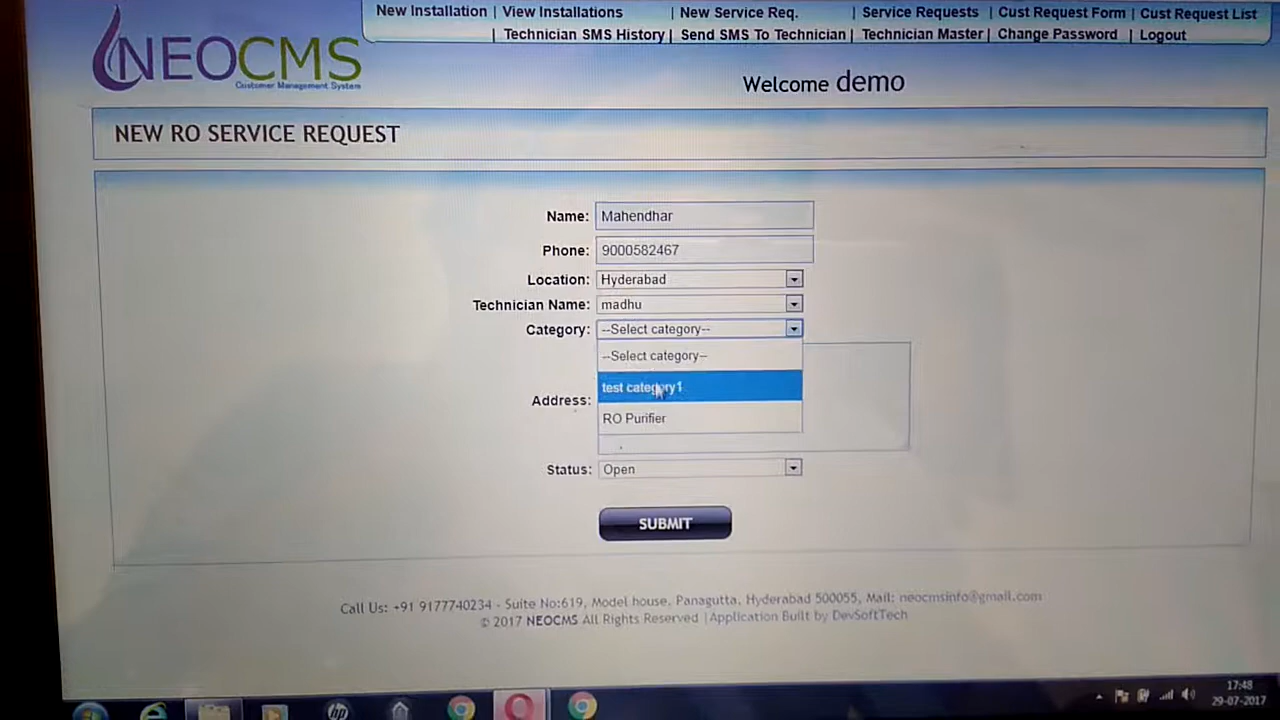 New Installation | View Installations | New Service Req. | Service Requests | Cust Request Form | Cust Request List
| Technician SMS History | Send SMS To Technician | Technician Master | Change Password | Logout
NEOCMS
Customer Management System
Welcome demo
NEW RO SERVICE REQUEST
Name: Mahendhar
Phone: 9000582467
Location: Hyderabad
Technician Name: madhu
Category: --Select category--
--Select category--
test category1
RO Purifier
Address:
Status: Open
SUBMIT
Call Us: +91 9177740234 - Suite No:619, Model house, Panagutta, Hyderabad 500055, Mail: neocmsinfo@gmail.com
© 2017 NEOCMS All Rights Reserved |Application Built by DevSoftTech
hp
17:48
29-07-2017